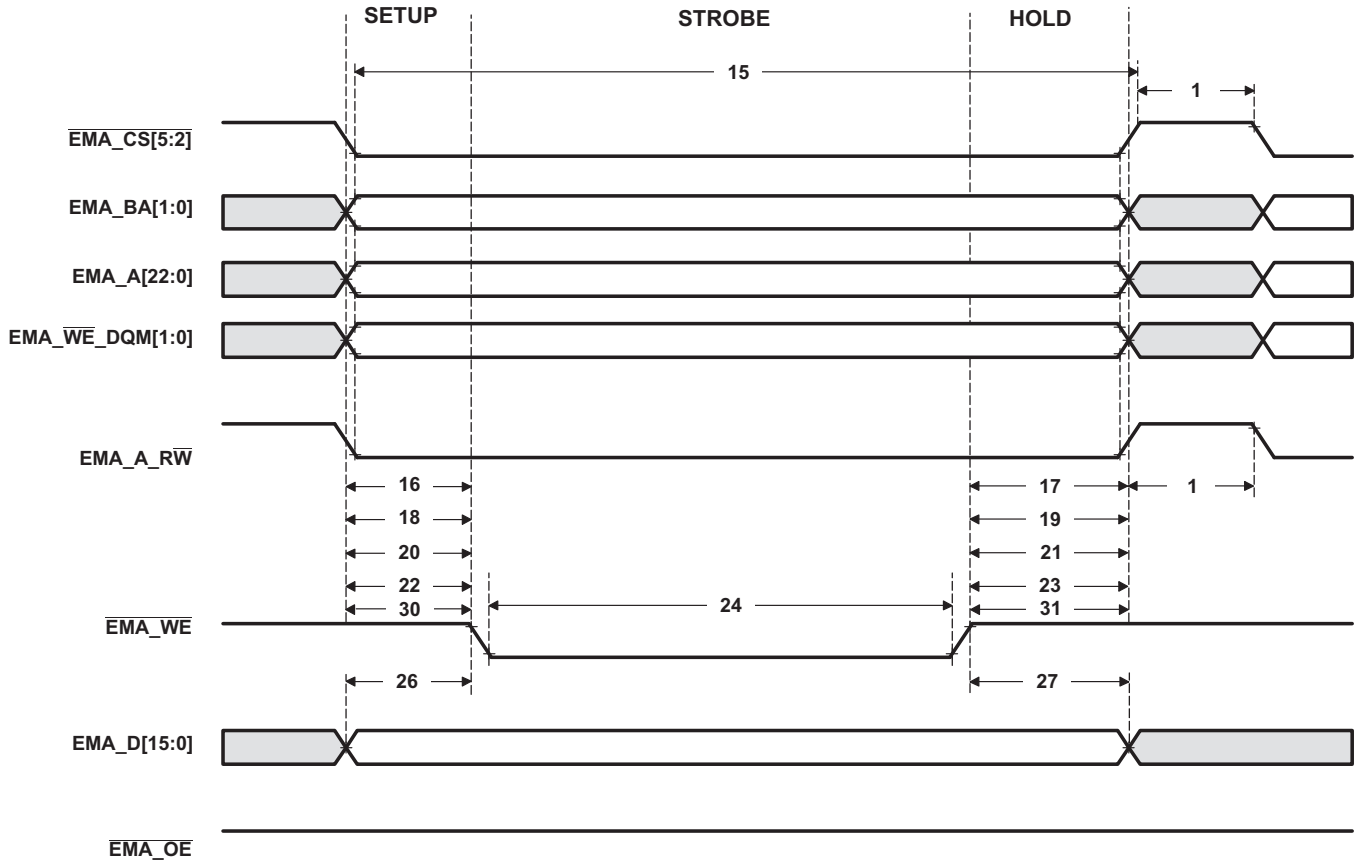 SETUP STROBE HOLD
15
1
EMA_CS[5:2]
EMA_BA[1:0]
EMA_A[22:0]
EMA_WE_DQM[1:0]
EMA_A_RW
16 17 1
18 19
20 21
22 23
24
30 31
EMA_WE
26 27
EMA_D[15:0]
EMA_OE